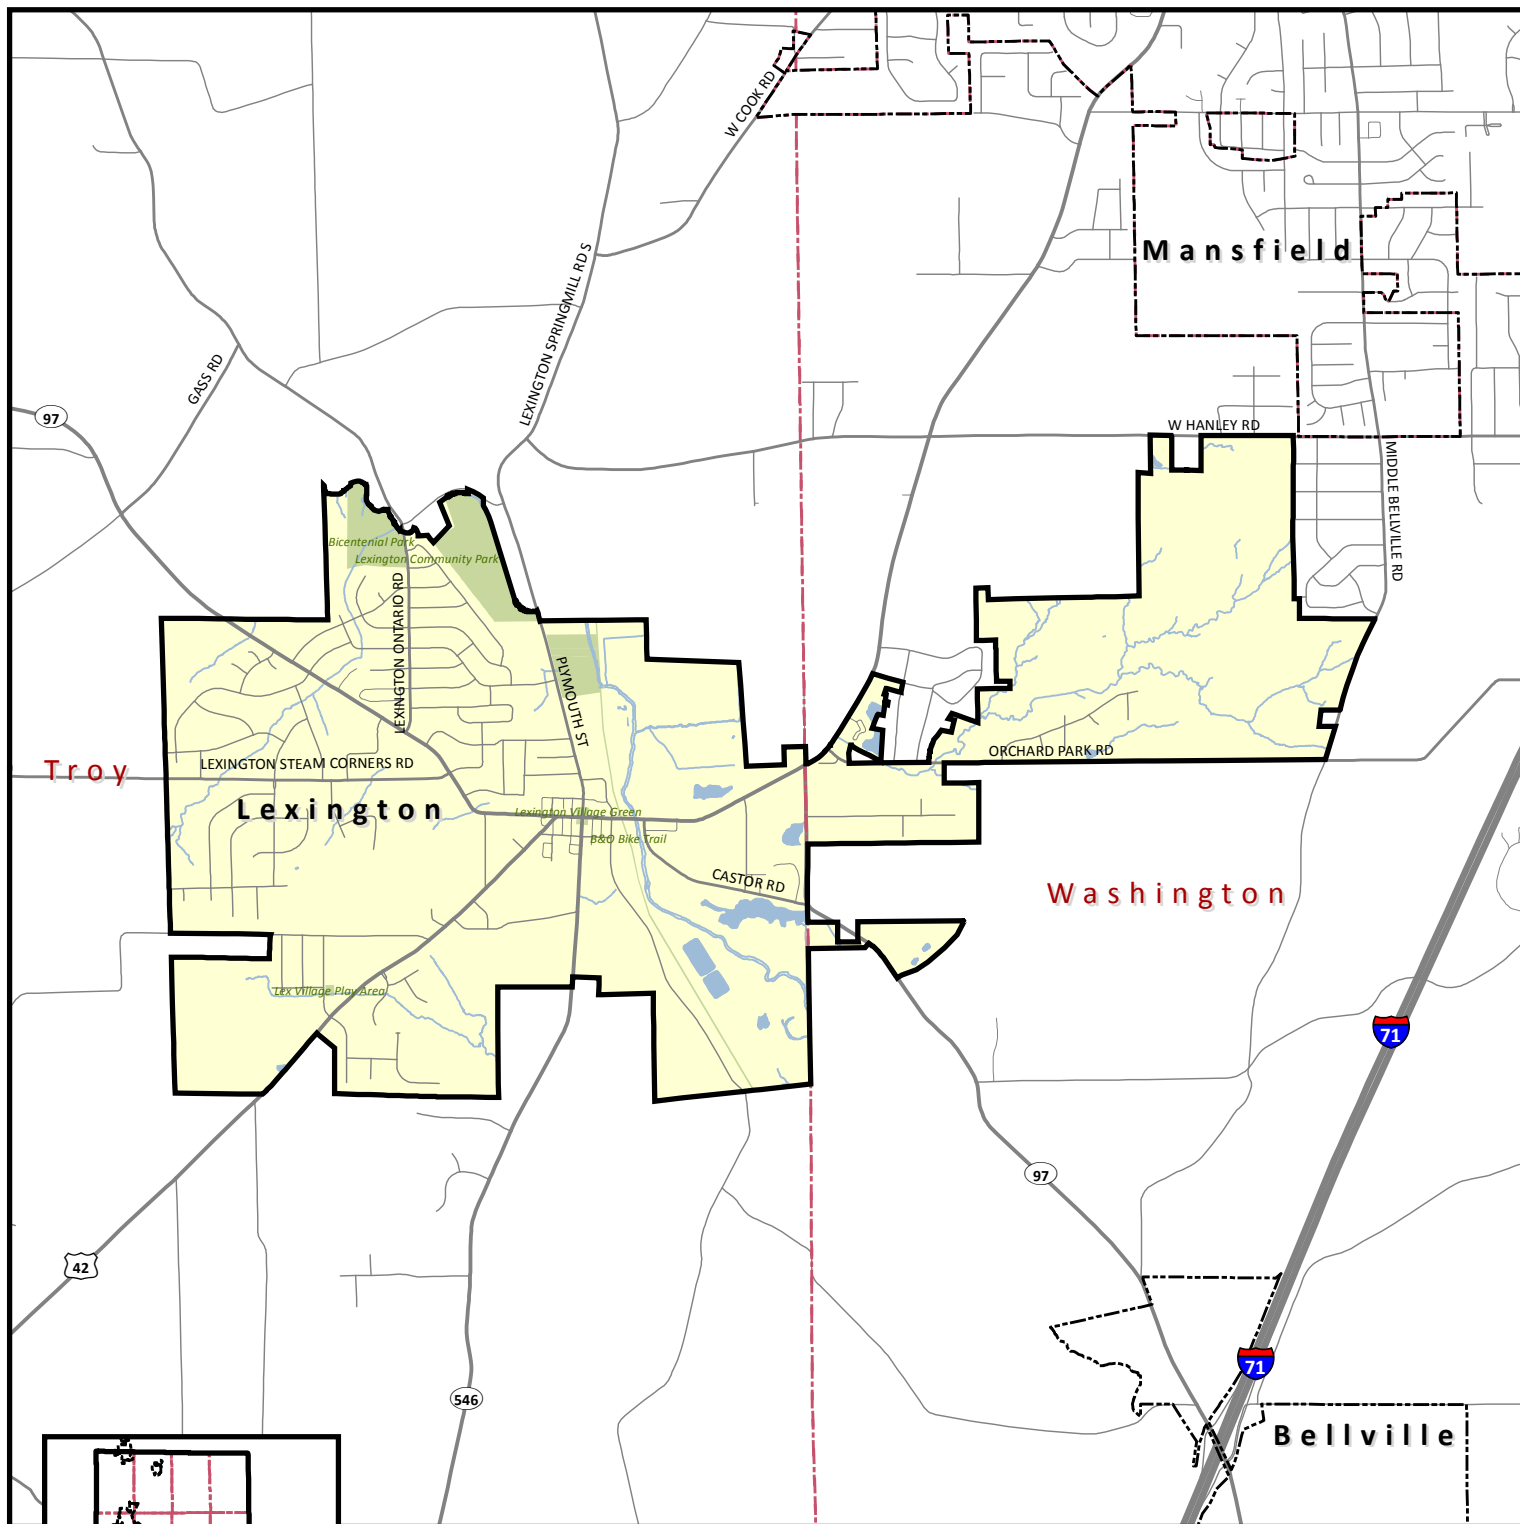 W COOK RD
Mansfield
LEXINGTON SPRINGMILL RD S
GASS RD
97
W HANLEY RD
MIDDLE BELLVILLE RD
Bicentenial Park
Lexington Community Park
LEXINGTON ONTARIO RD
PLYMOUTH ST
ORCHARD PARK RD
Troy
LEXINGTON STEAM CORNERS RD
Lexington
Lexington Village Green
B&O Bike Trail
CASTOR RD
Washington
Lex Village Play Area
71
97
42
71
546
Bellville